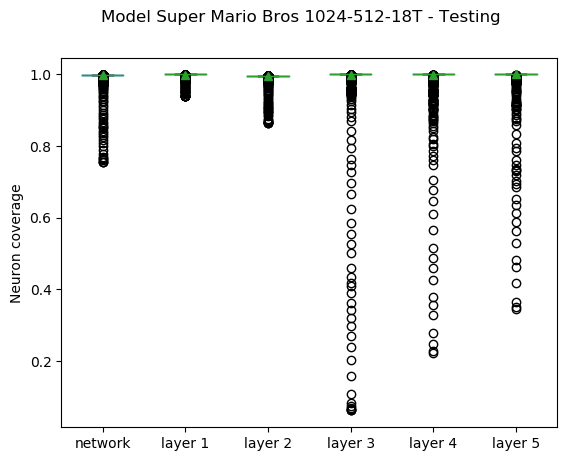 Model Super Mario Bros 1024-512-18T - Testing
Neuron coverage
1.0
0.8
0.6
0.4
0.2
network layer 1 layer 2 layer 3 layer 4 layer 5